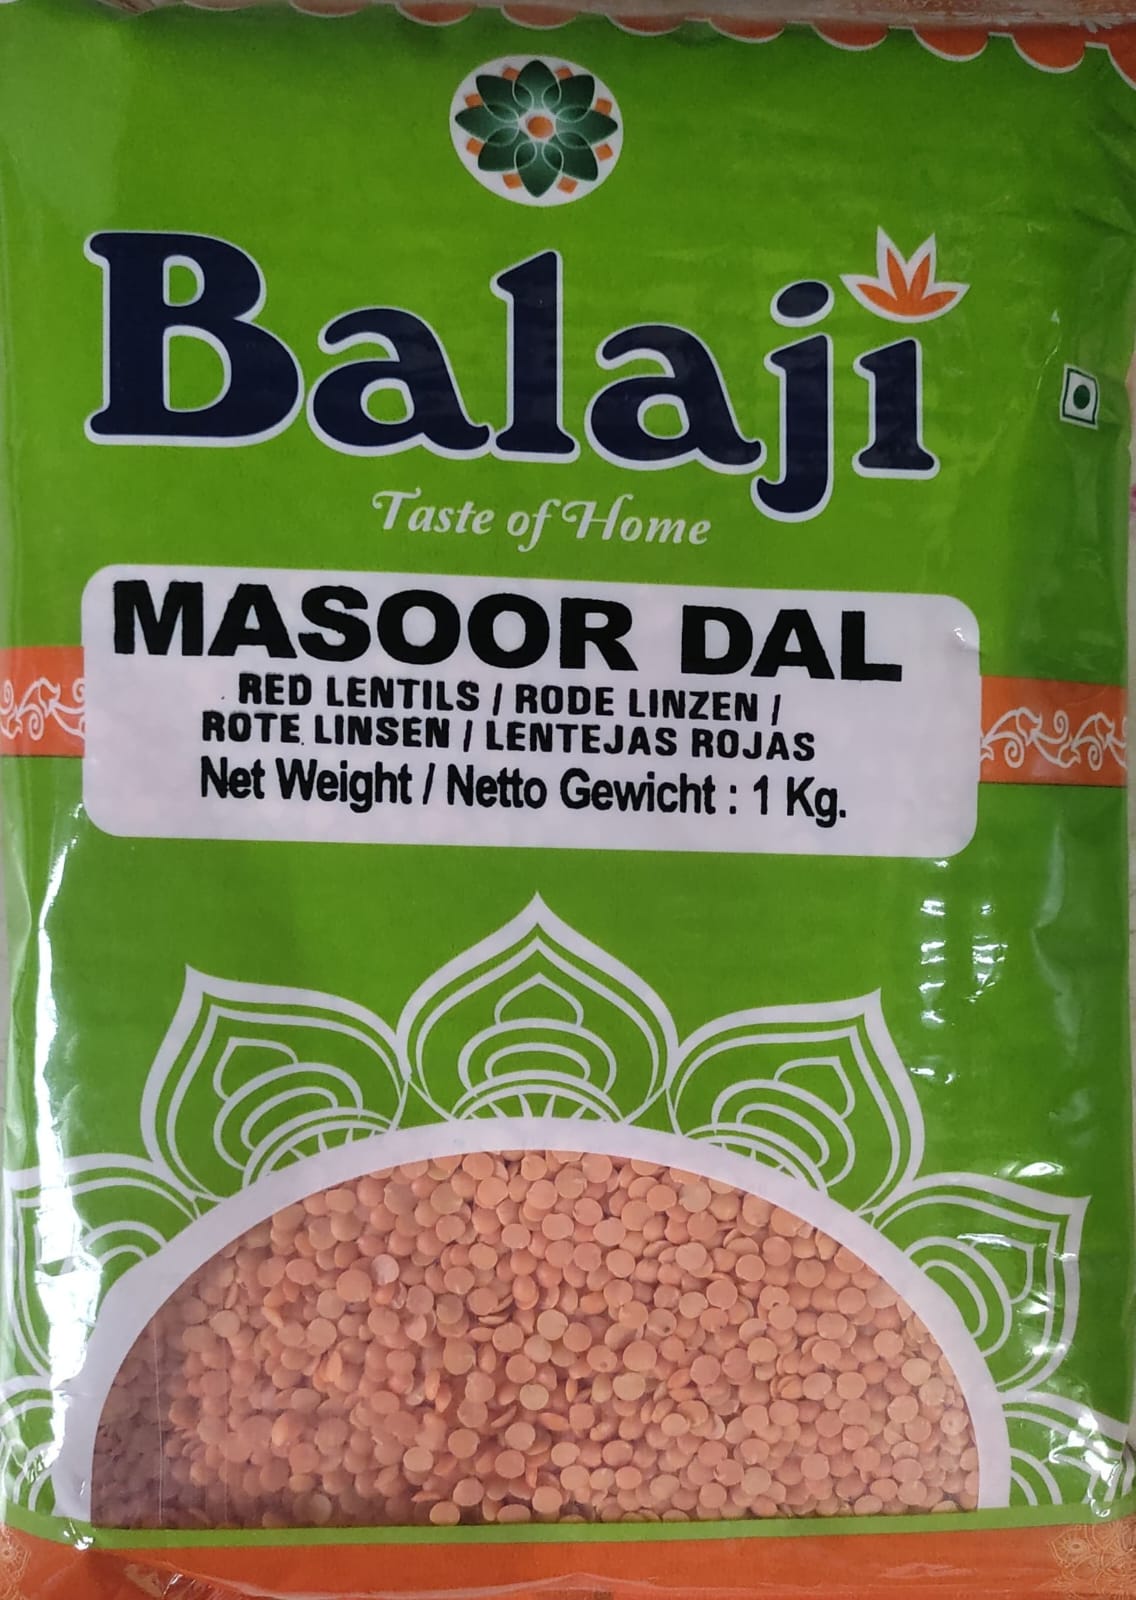 Balaji
Taste of Home
MASOOR DAL
RED LENTILS / RODE LINZEN /
ROTE LINSEN / LENTEJAS ROJAS
Net Weight / Netto Gewicht : 1 Kg.